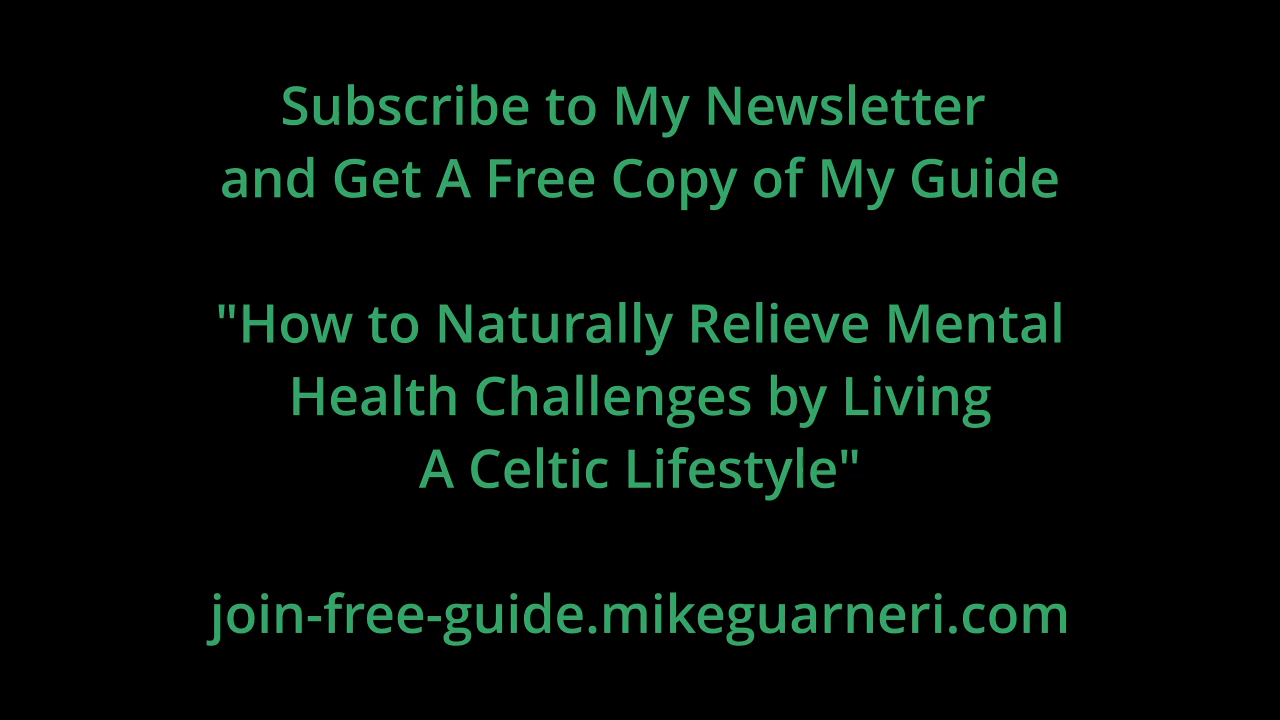 Subscribe to My Newsletter
and Get A Free Copy of My Guide
"How to Naturally Relieve Mental
Health Challenges by Living
A Celtic Lifestyle"
join-free-guide.mikeguarneri.com